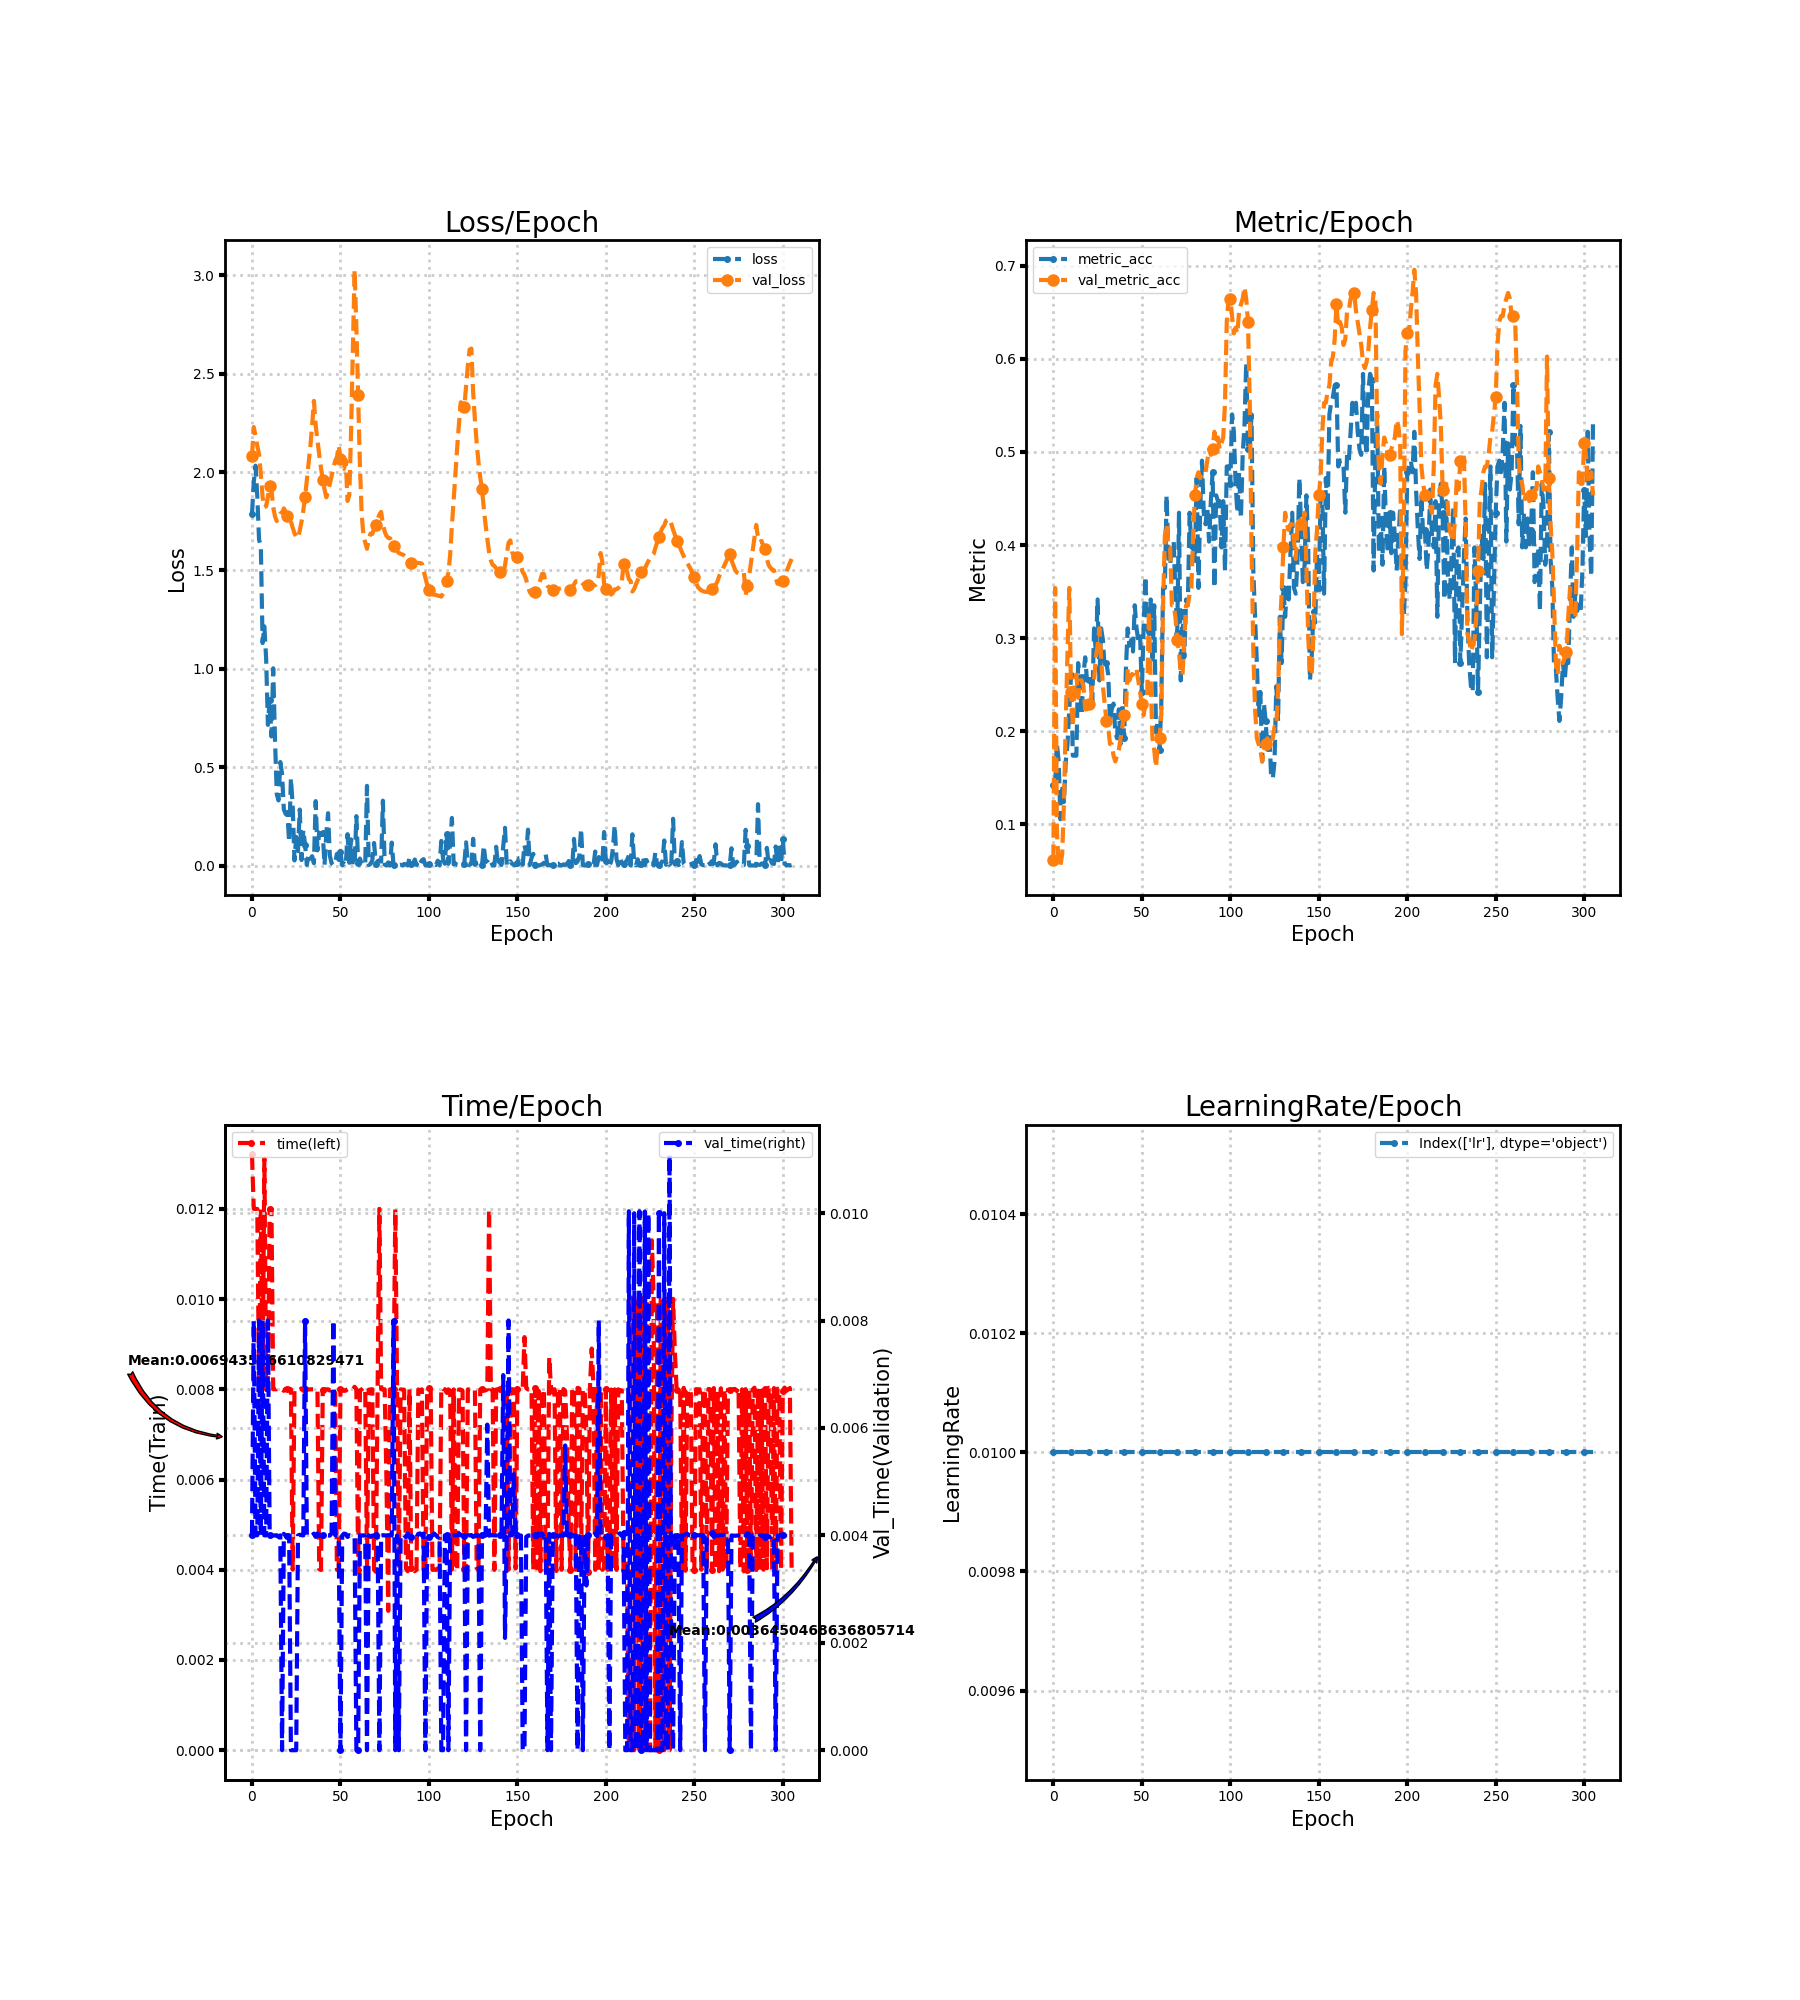 Loss/Epoch
loss
val_loss
3.0
2.5
2.0
1.5
1.0
0.5
0.0
Loss
0 50 100 150 200 250 300
Epoch
Metric/Epoch
metric_acc
val_metric_acc
0.7
0.6
0.5
0.4
0.3
0.2
0.1
Metric
0 50 100 150 200 250 300
Epoch
Time/Epoch
time(left)
val_time(right)
0.012
0.010
0.008
0.006
0.004
0.002
0.000
Time(Train)
0.010
0.008
0.006
0.004
0.002
0.000
Val_Time(Validation)
Mean:0.0036450468636805714
0 50 100 150 200 250 300
Epoch
LearningRate/Epoch
Index(['lr'], dtype='object')
0.0104
0.0102
0.0100
0.0098
0.0096
LearningRate
0 50 100 150 200 250 300
Epoch